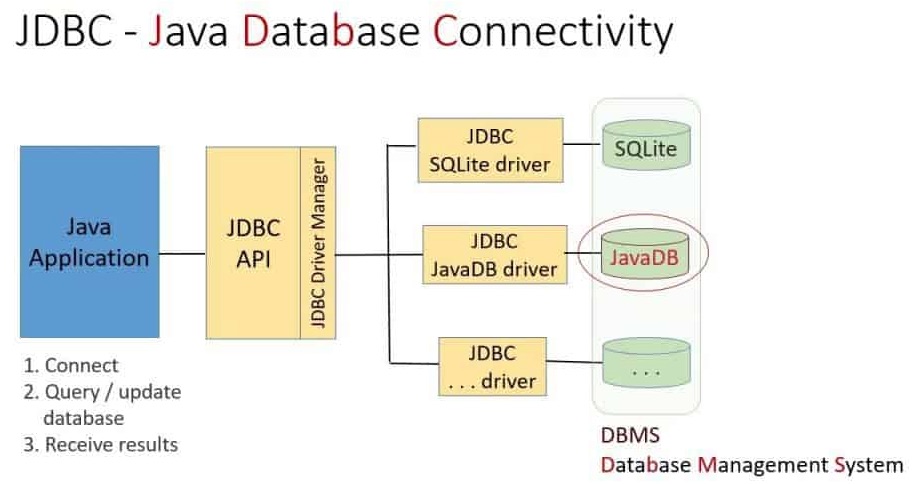 JDBC - Java Database Connectivity
Java
Application
JDBC
API
JDBC Driver Manager
JDBC
SQLite driver
SQLite
JDBC
JavaDB driver
JavaDB
JDBC
... driver
...
1. Connect
2. Query / update
database
3. Receive results
DBMS
Database Management System